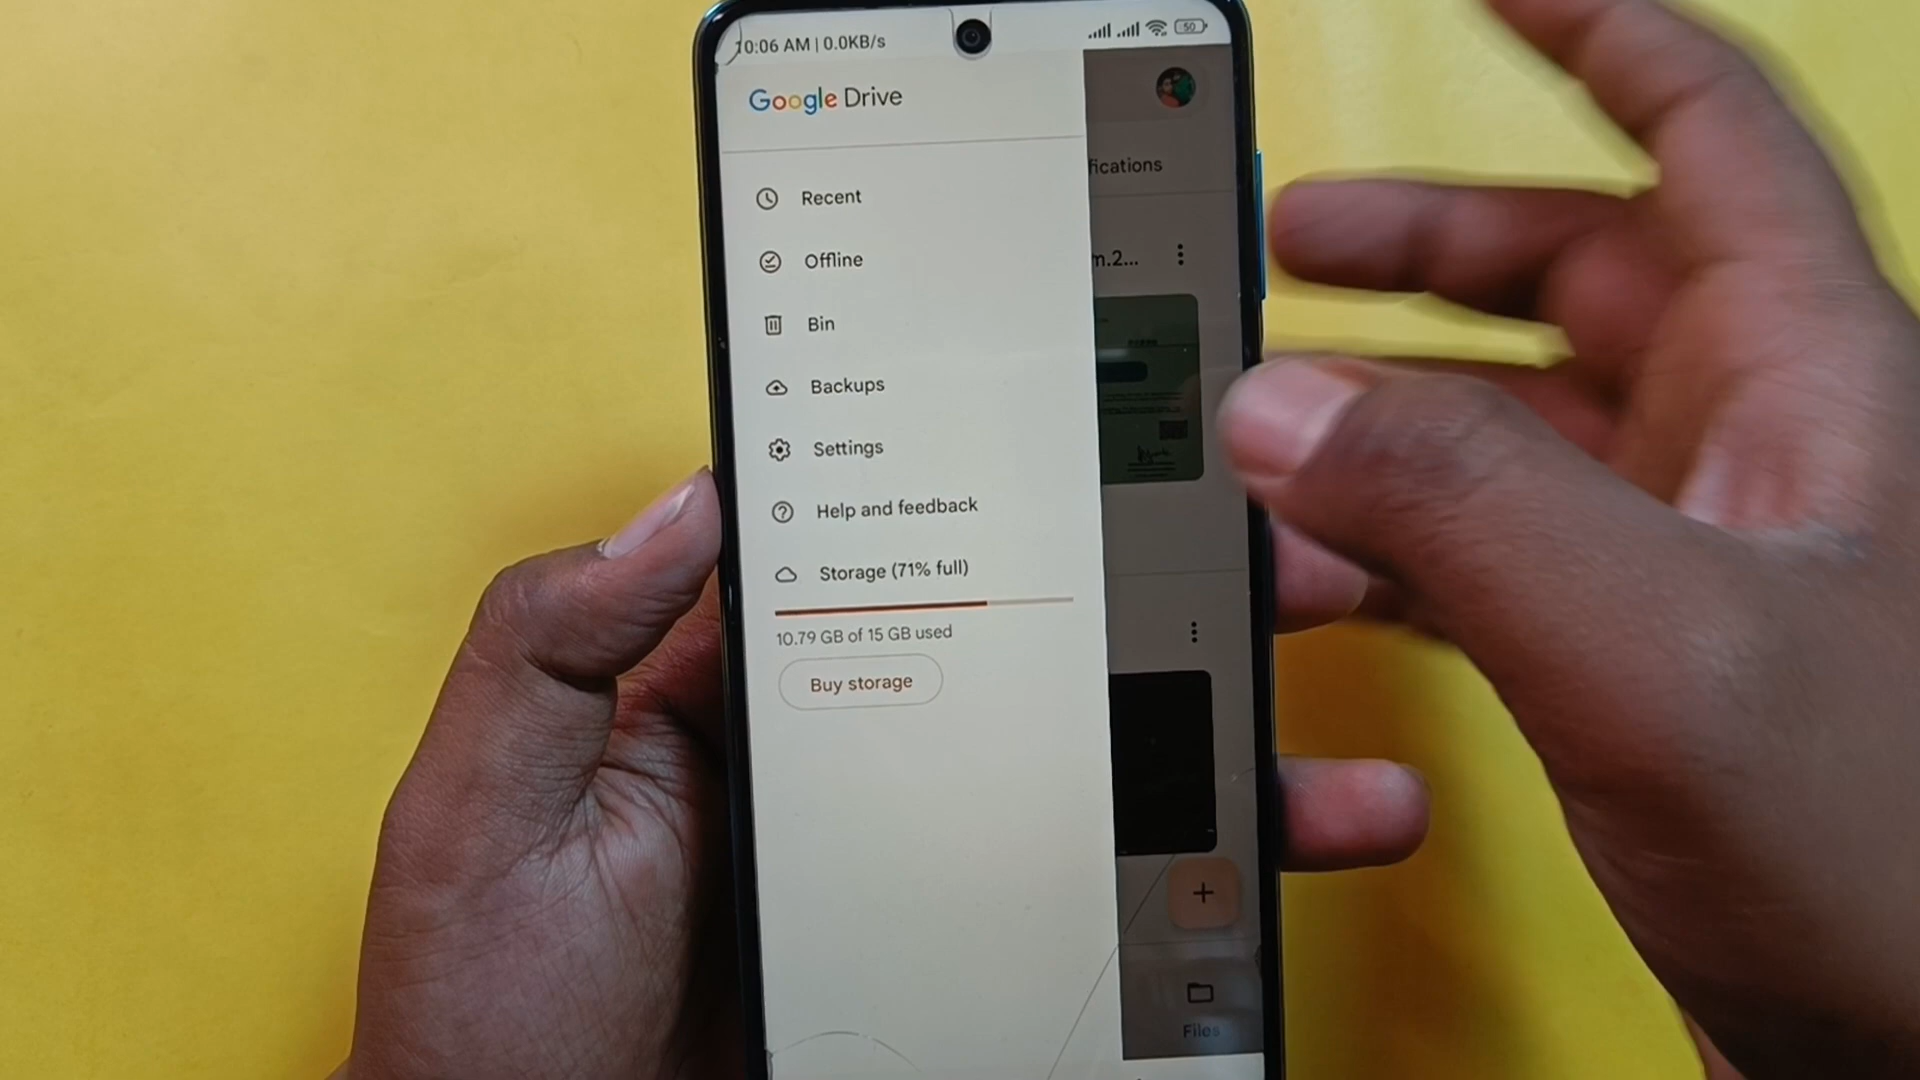 10:06 AM | 0.0KB/s
50
Google Drive
fications
Recent
m.2...
Offline
Bin
Backups
Settings
Help and feedback
Storage (71% full)
10.79 GB of 15 GB used
Buy storage
Files